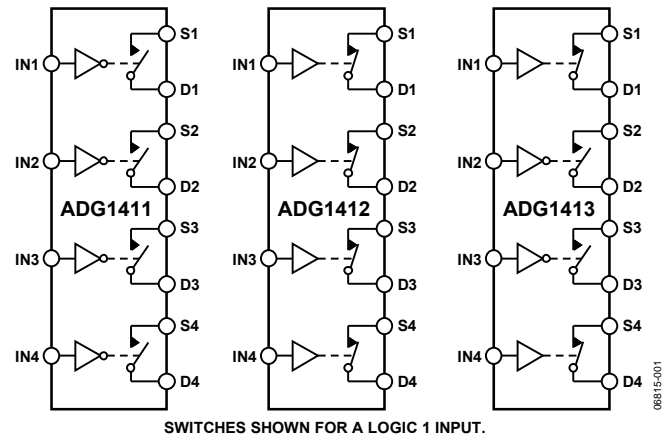 S1
IN1
D1
S2
IN2
D2
ADG1411
S3
IN3
D3
S4
IN4
D4
S1
IN1
D1
S2
IN2
D2
ADG1412
S3
IN3
D3
S4
IN4
D4
S1
IN1
D1
S2
IN2
D2
ADG1413
S3
IN3
D3
S4
IN4
D4
SWITCHES SHOWN FOR A LOGIC 1 INPUT.
06815-001